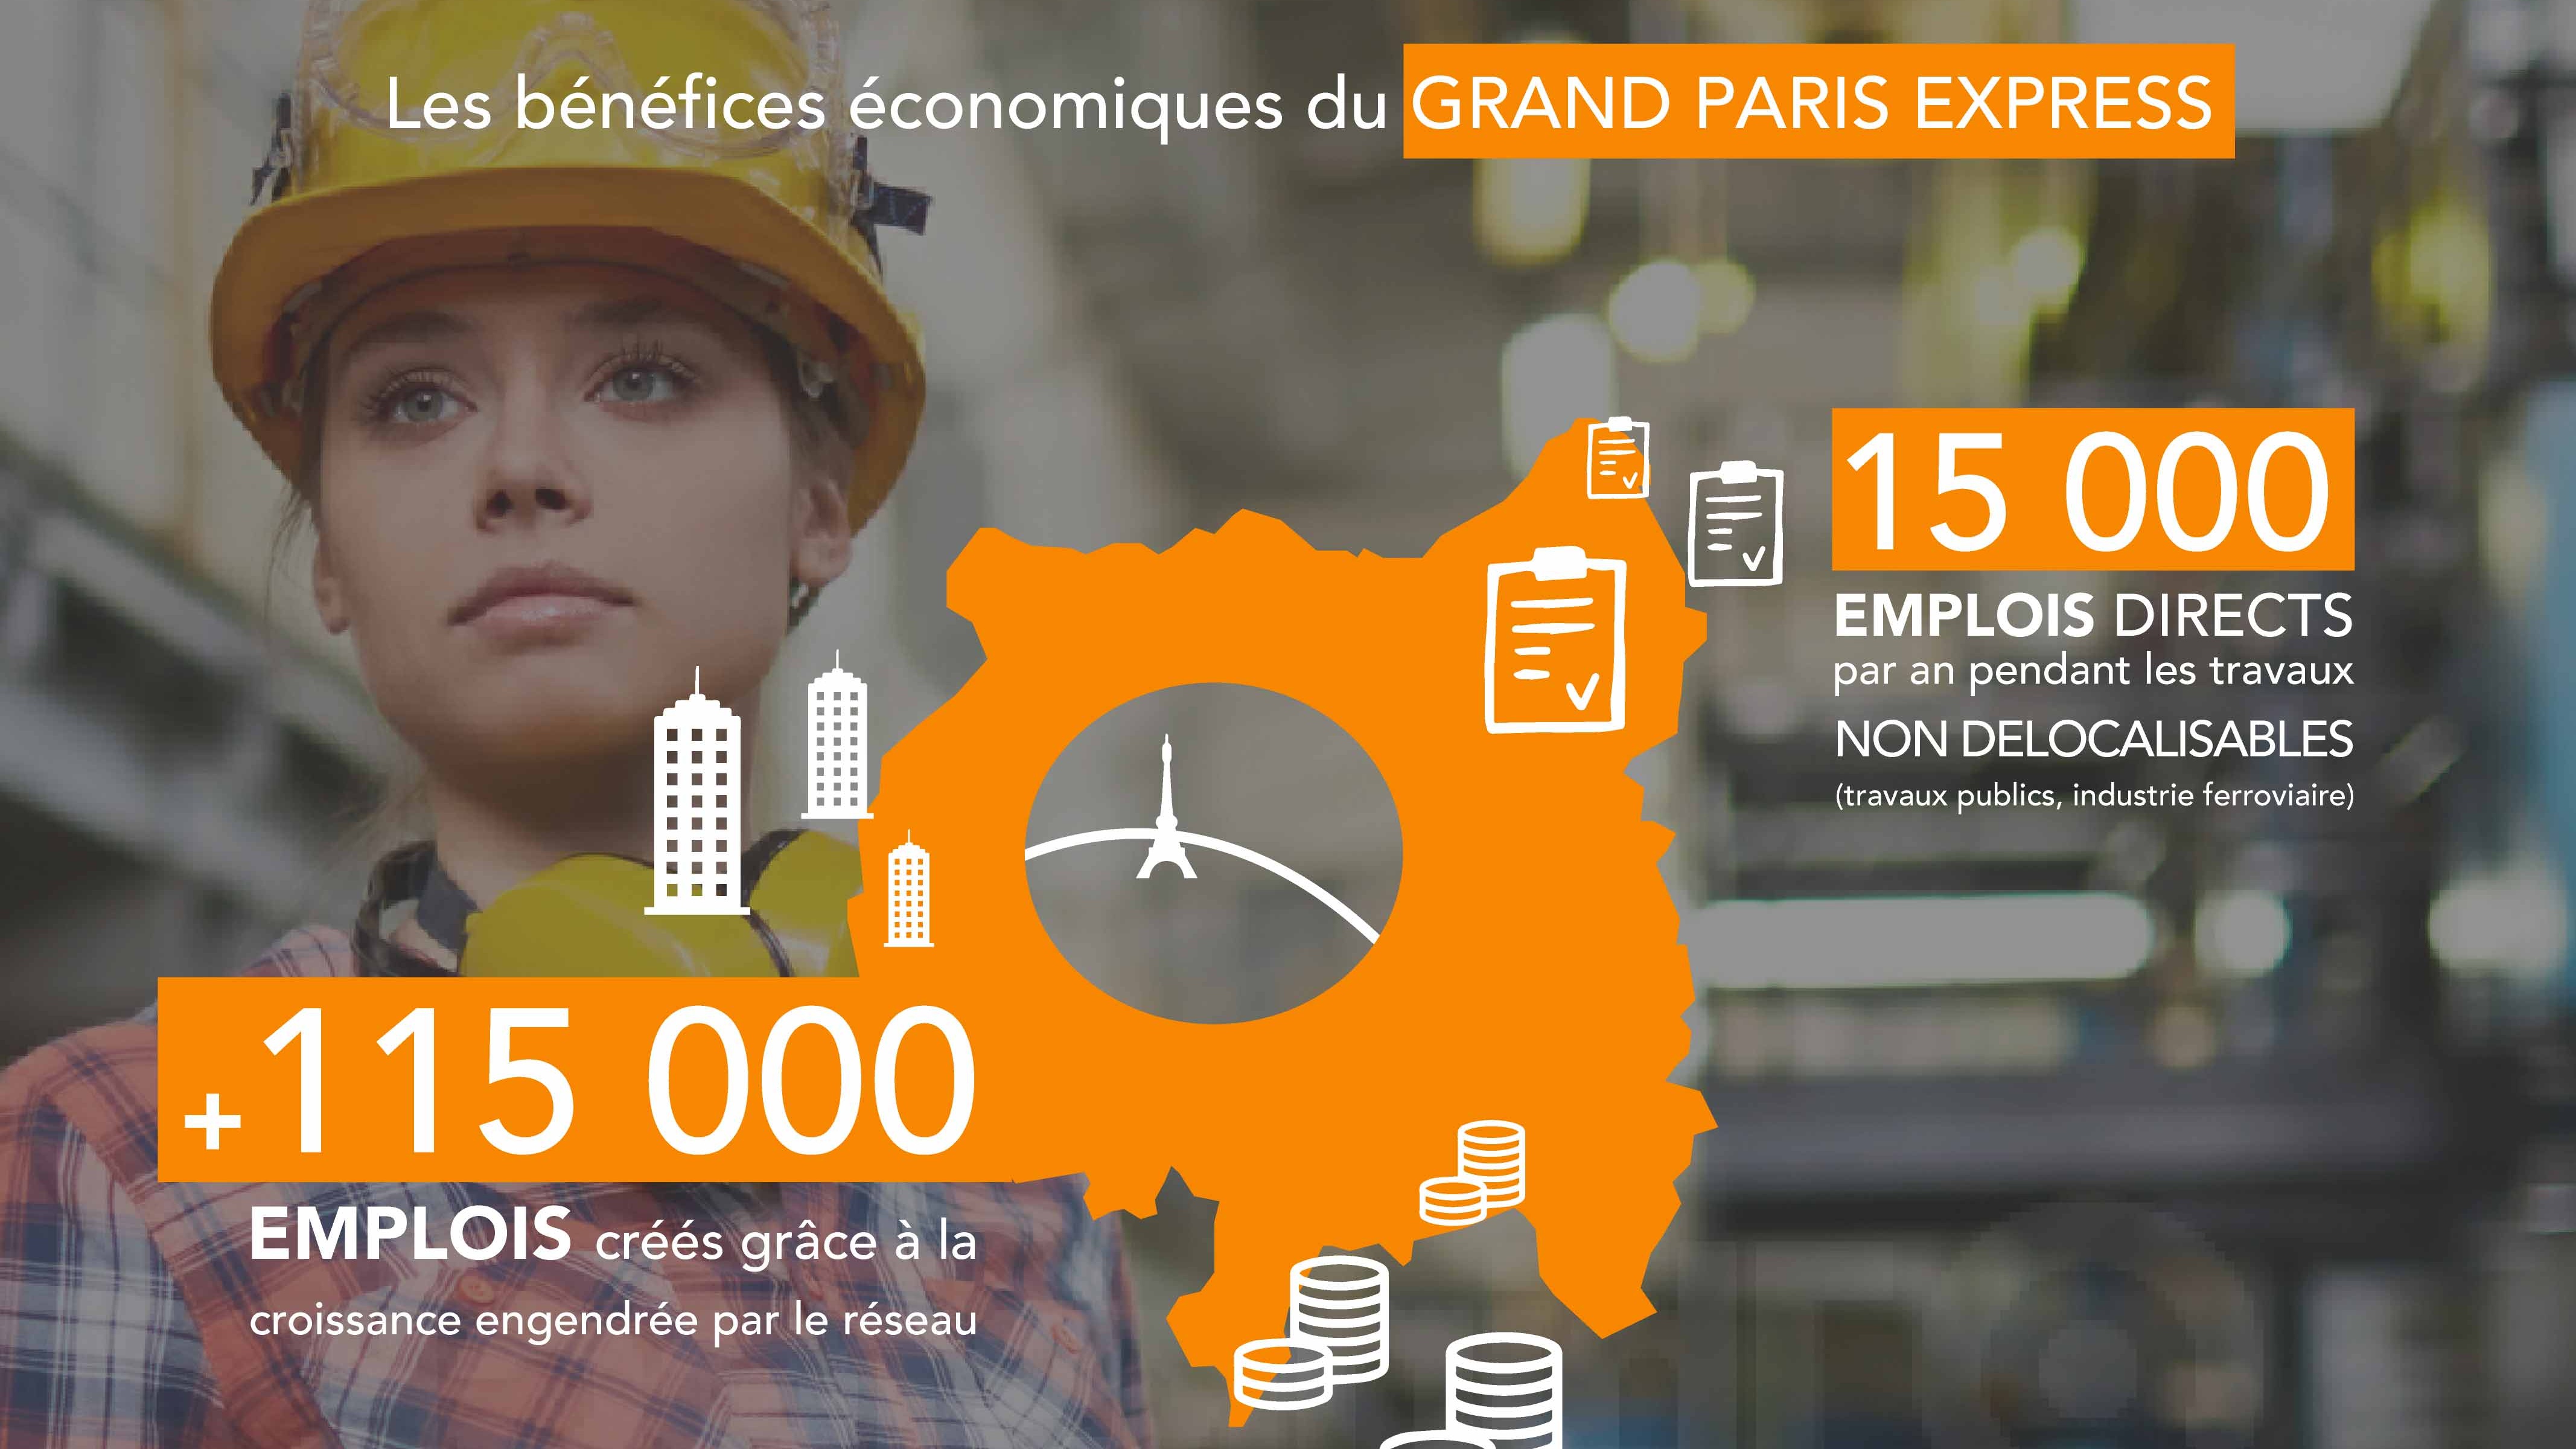 Les bénéfices économiques du GRAND PARIS EXPRESS
15 000
EMPLOIS DIRECTS
par an pendant les travaux
NON DELOCALISABLES
(travaux publics, industrie ferroviaire)
+115 000
EMPLOIS créés grâce à la
croissance engendrée par le réseau